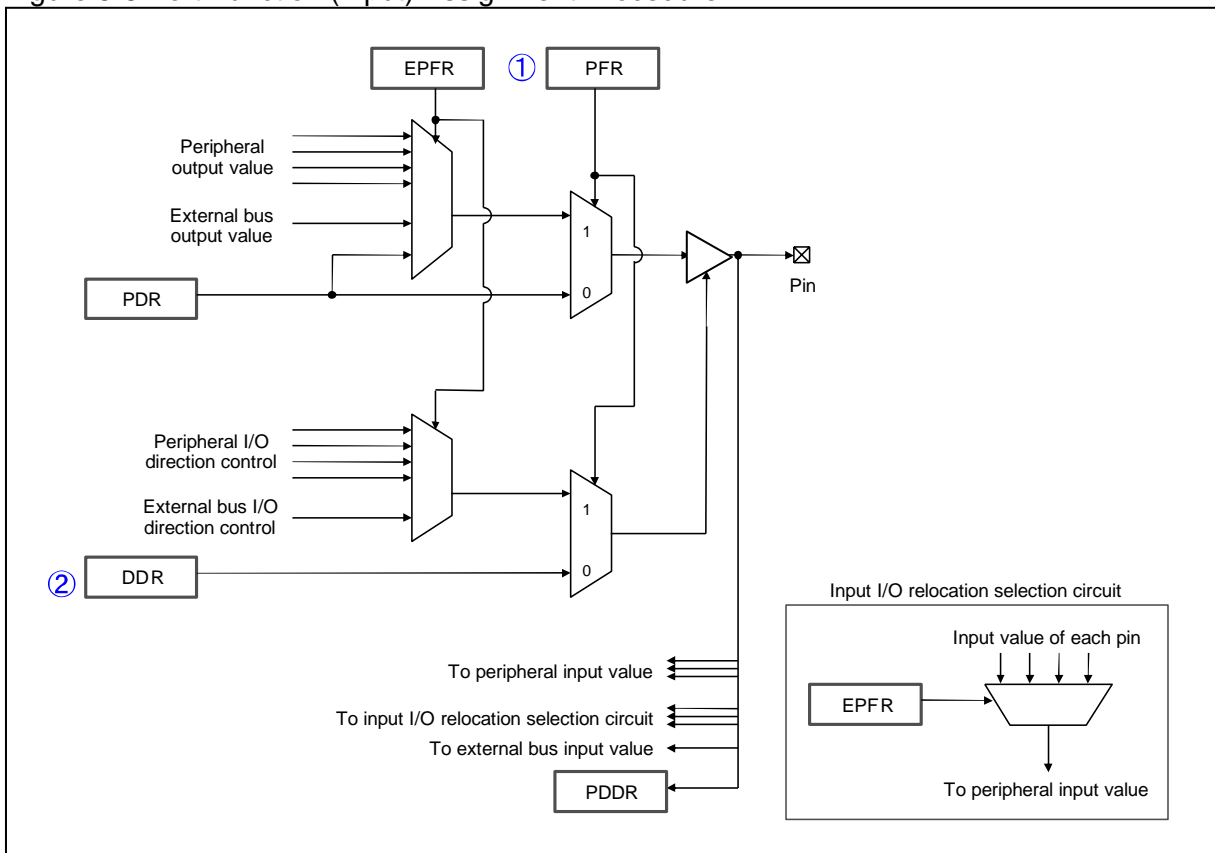 EPFR
① PFR
Peripheral
output value
External bus
output value
1
0
PDR
Pin
Peripheral I/O
direction control
External bus I/O
direction control
1
0
② DDR
Input I/O relocation selection circuit
Input value of each pin
EPFR
To peripheral input value
To peripheral input value
To input I/O relocation selection circuit
To external bus input value
PDDR